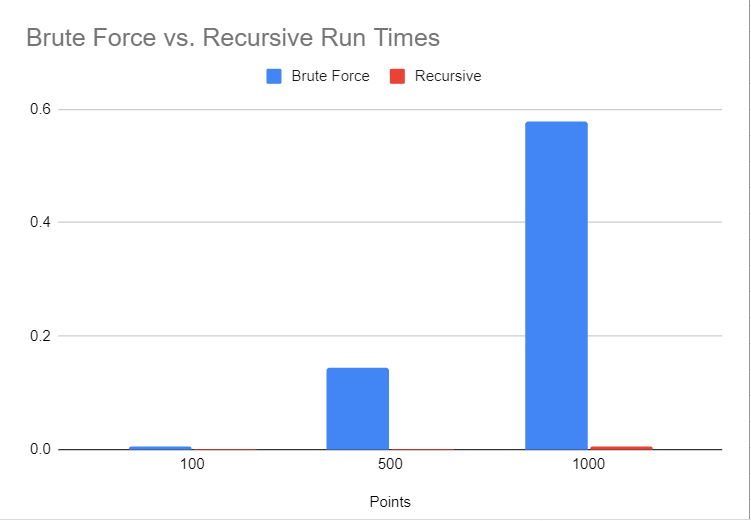 Brute Force vs. Recursive Run Times
Brute Force Recursive
0.6
0.4
0.2
0.0
100 500 1000
Points